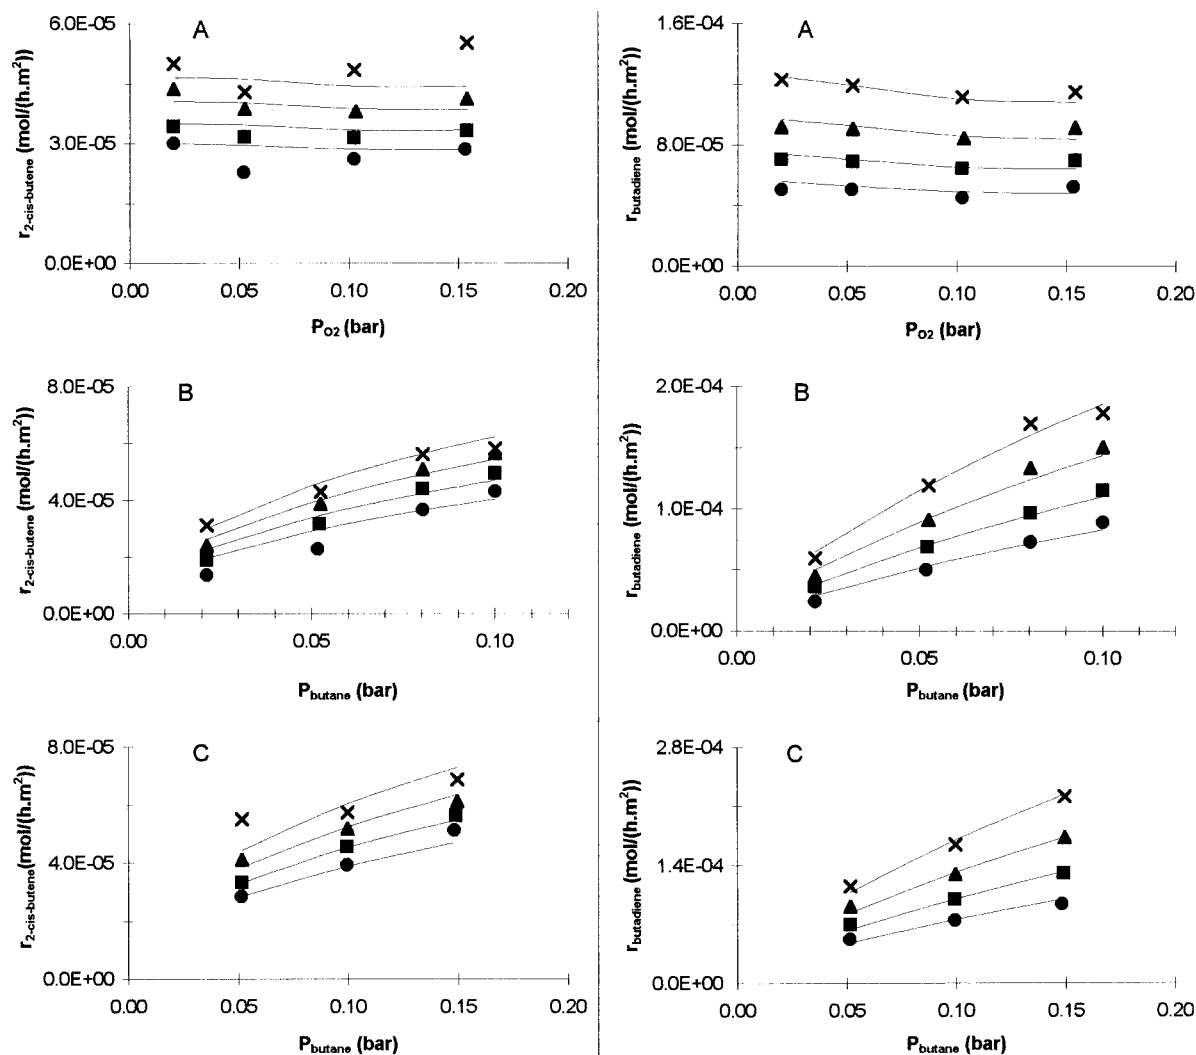 A
r2-cis-butene (mol/(h.m²))
6.0E-05
3.0E-05
0.0E+00
0.00 0.05 0.10 0.15 0.20
PO2 (bar)
A
rbutadiene (mol/(h.m²))
1.6E-04
8.0E-05
0.0E+00
0.00 0.05 0.10 0.15 0.20
PO2 (bar)
B
r2-cis-butene (mol/(h.m²))
8.0E-05
4.0E-05
0.0E+00
0.00 0.05 0.10
Pbutane (bar)
B
rbutadiene (mol/(h.m²))
2.0E-04
1.0E-04
0.0E+00
0.00 0.05 0.10
Pbutane (bar)
C
r2-cis-butene(mol/(h.m²))
8.0E-05
4.0E-05
0.0E+00
0.00 0.05 0.10 0.15 0.20
Pbutane (bar)
C
rbutadiene (mol/(h.m²))
2.8E-04
1.4E-04
0.0E+00
0.00 0.05 0.10 0.15 0.20
Pbutane (bar)